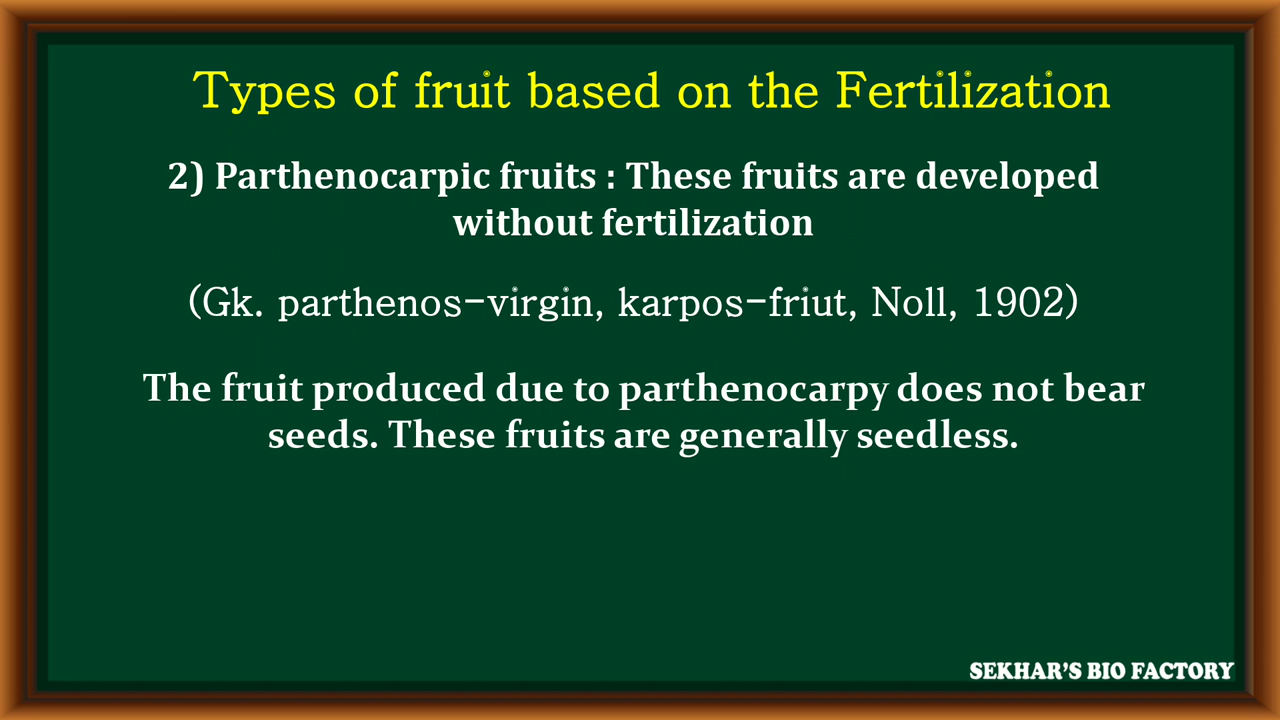 Types of fruit based on the Fertilization
2) Parthenocarpic fruits : These fruits are developed
without fertilization
(Gk. parthenos-virgin, karpos-friut, Noll, 1902)
The fruit produced due to parthenocarpy does not bear
seeds. These fruits are generally seedless.
SEKHAR'S BIO FACTORY